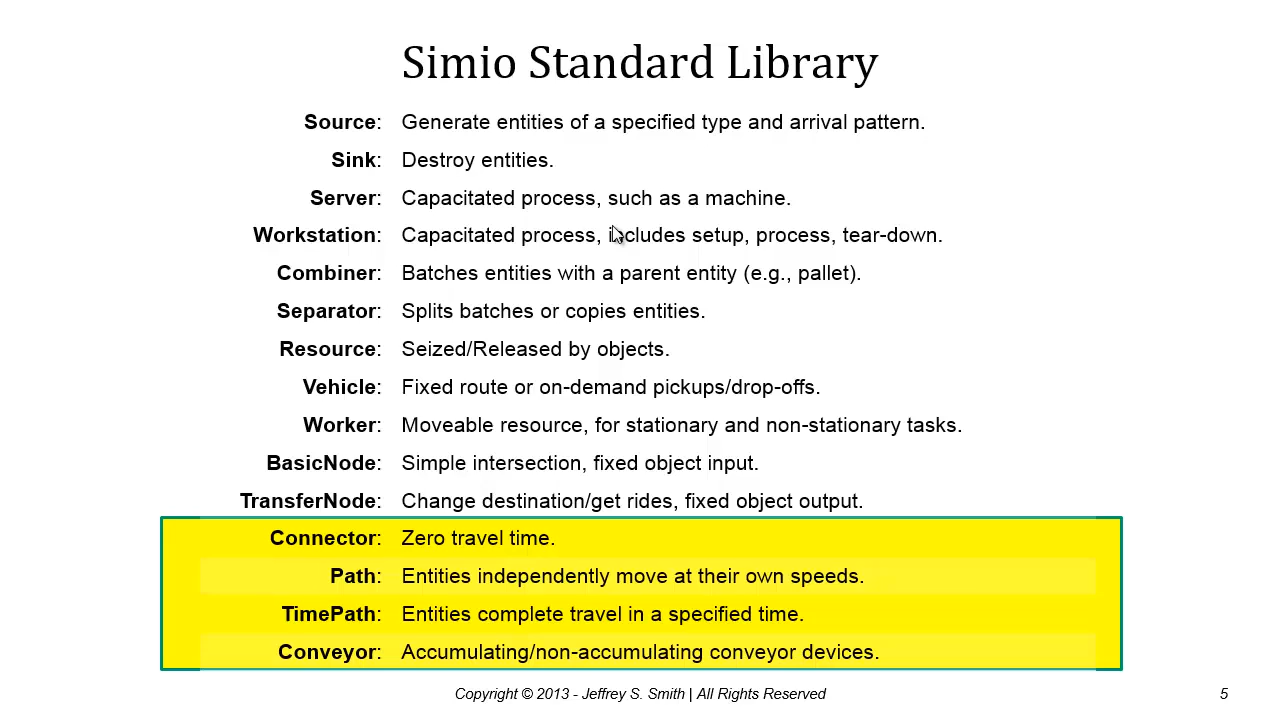 Simio Standard Library
Source: Generate entities of a specified type and arrival pattern.
Sink: Destroy entities.
Server: Capacitated process, such as a machine.
Workstation: Capacitated process, includes setup, process, tear-down.
Combiner: Batches entities with a parent entity (e.g., pallet).
Separator: Splits batches or copies entities.
Resource: Seized/Released by objects.
Vehicle: Fixed route or on-demand pickups/drop-offs.
Worker: Moveable resource, for stationary and non-stationary tasks.
BasicNode: Simple intersection, fixed object input.
TransferNode: Change destination/get rides, fixed object output.
Connector: Zero travel time.
Path: Entities independently move at their own speeds.
TimePath: Entities complete travel in a specified time.
Conveyor: Accumulating/non-accumulating conveyor devices.
Copyright © 2013 - Jeffrey S. Smith | All Rights Reserved
5